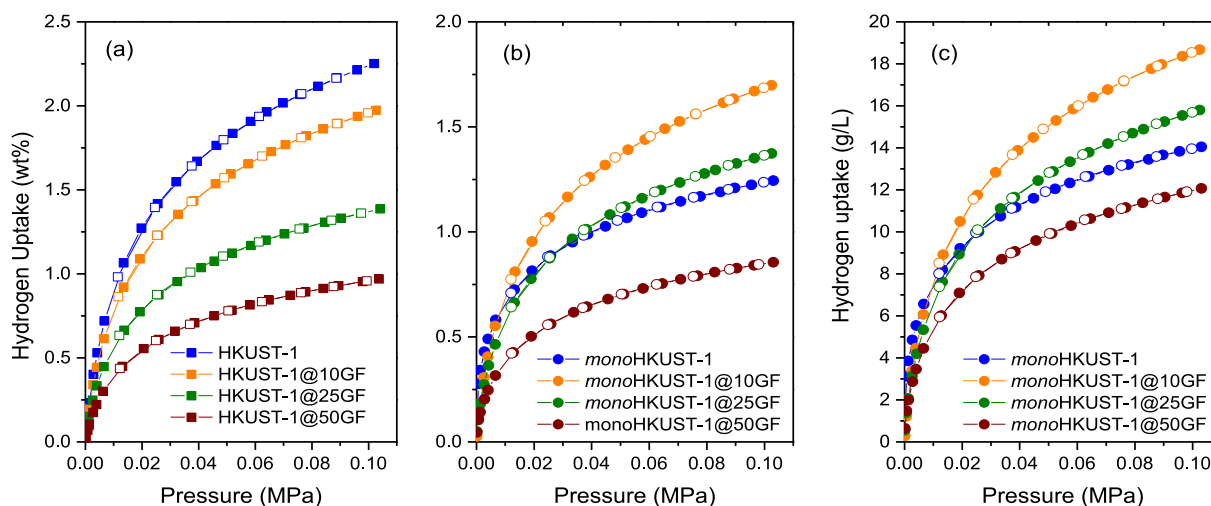 (a)
Hydrogen Uptake (wt%)
2.5
2.0
1.5
1.0
0.5
0.0
HKUST-1
HKUST-1@10GF
HKUST-1@25GF
HKUST-1@50GF
0.00 0.02 0.04 0.06 0.08 0.10
Pressure (MPa)
(b)
2.0
1.5
1.0
0.5
0.0
monoHKUST-1
monoHKUST-1@10GF
monoHKUST-1@25GF
monoHKUST-1@50GF
0.00 0.02 0.04 0.06 0.08 0.10
Pressure (MPa)
(c)
Hydrogen uptake (g/L)
20
18
16
14
12
10
8
6
4
2
0
monoHKUST-1
monoHKUST-1@10GF
monoHKUST-1@25GF
monoHKUST-1@50GF
0.00 0.02 0.04 0.06 0.08 0.10
Pressure (MPa)